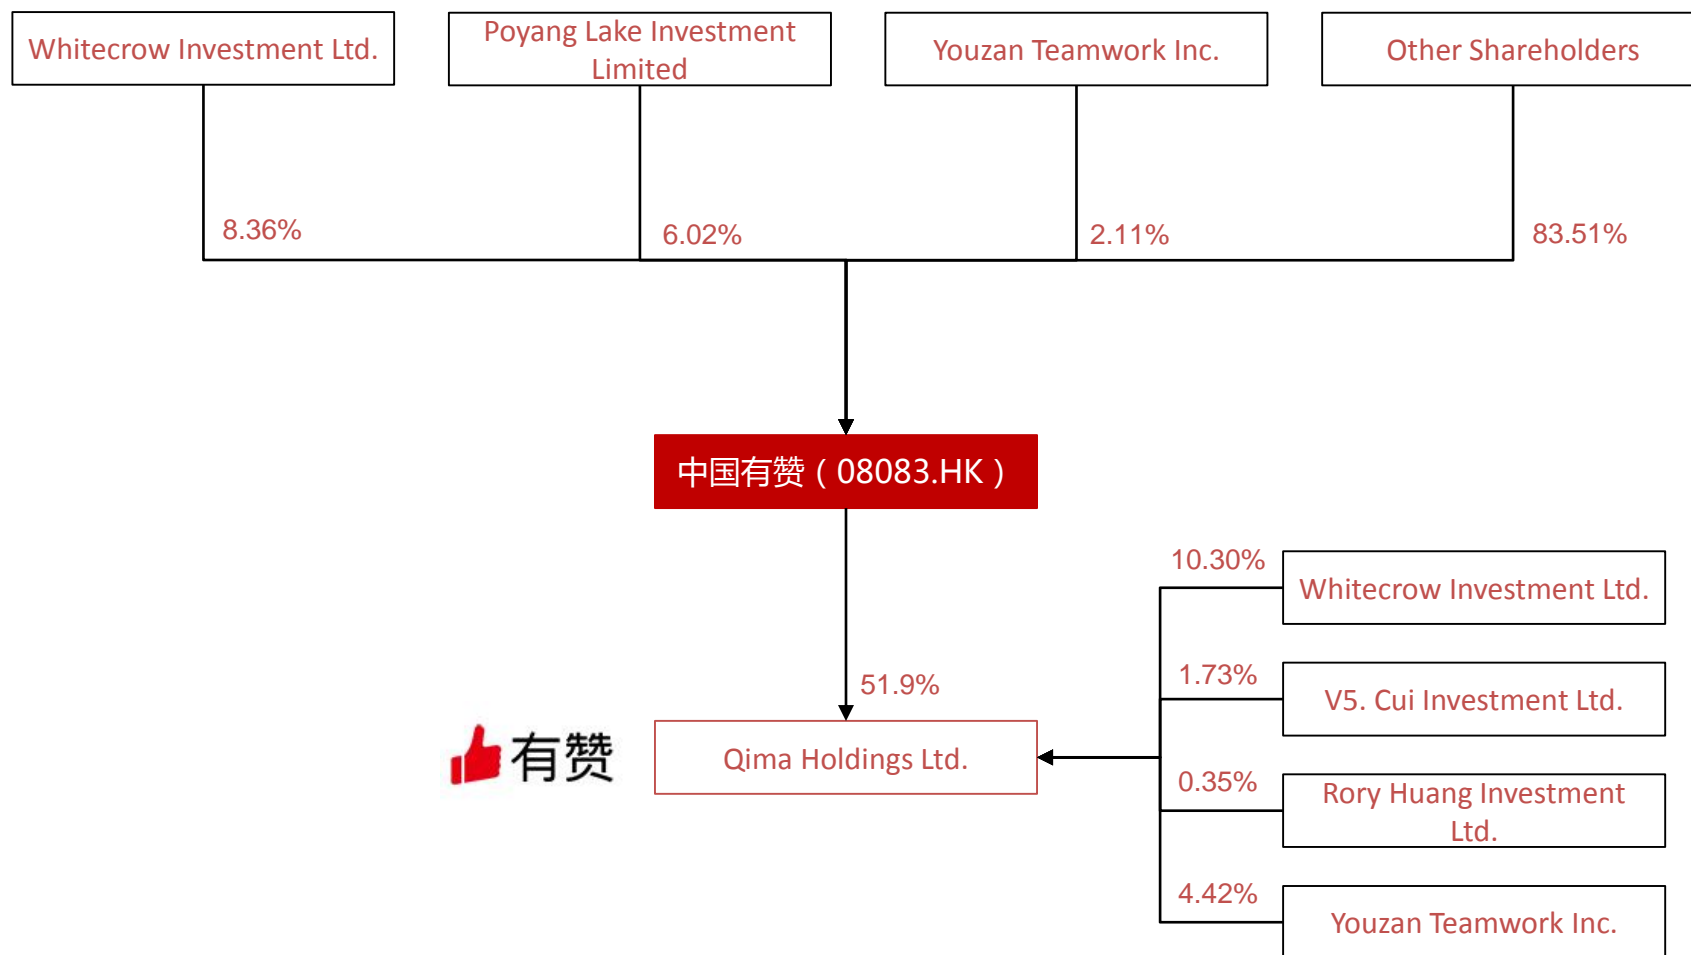 Whitecrow Investment Ltd.
Poyang Lake Investment
Limited
Youzan Teamwork Inc.
Other Shareholders
8.36%
6.02%
2.11%
83.51%
中国有赞（08083.HK）
51.9%
有赞
Qima Holdings Ltd.
10.30%
Whitecrow Investment Ltd.
1.73%
V5. Cui Investment Ltd.
0.35%
Rory Huang Investment
Ltd.
4.42%
Youzan Teamwork Inc.